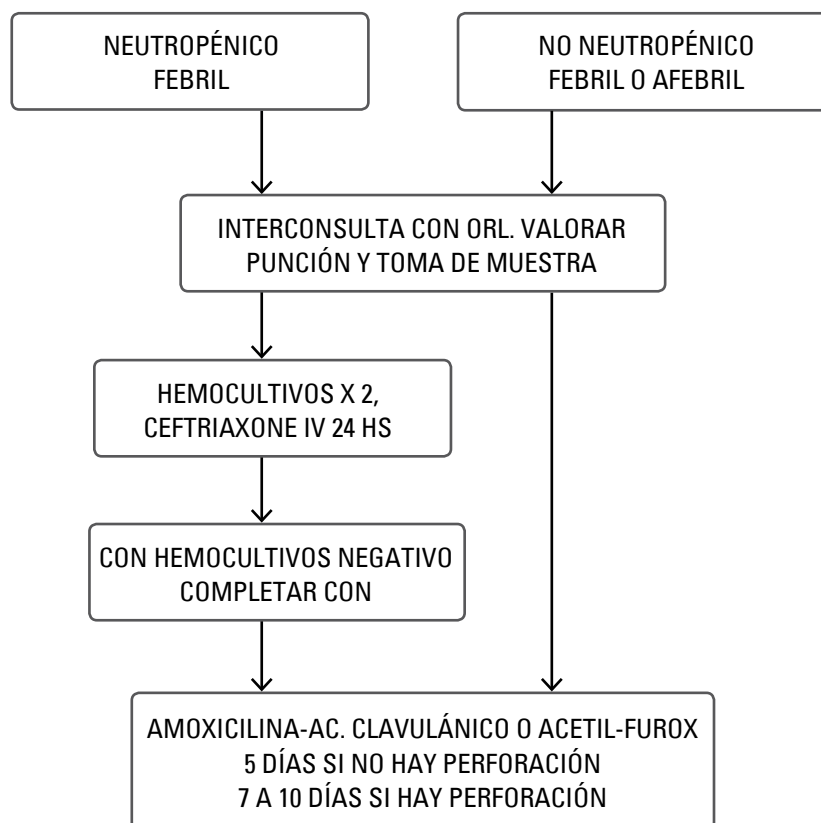 NEUTROPÉNICO
FEBRIL
NO NEUTROPÉNICO
FEBRIL O AFEBRIL
INTERCONSULTA CON ORL. VALORAR
PUNCIÓN Y TOMA DE MUESTRA
HEMOCULTIVOS X 2,
CEFTRIAXONE IV 24 HS
CON HEMOCULTIVOS NEGATIVO
COMPLETAR CON
AMOXICILINA-AC. CLAVULÁNICO O ACETIL-FUROX
5 DÍAS SI NO HAY PERFORACIÓN
7 A 10 DÍAS SI HAY PERFORACIÓN